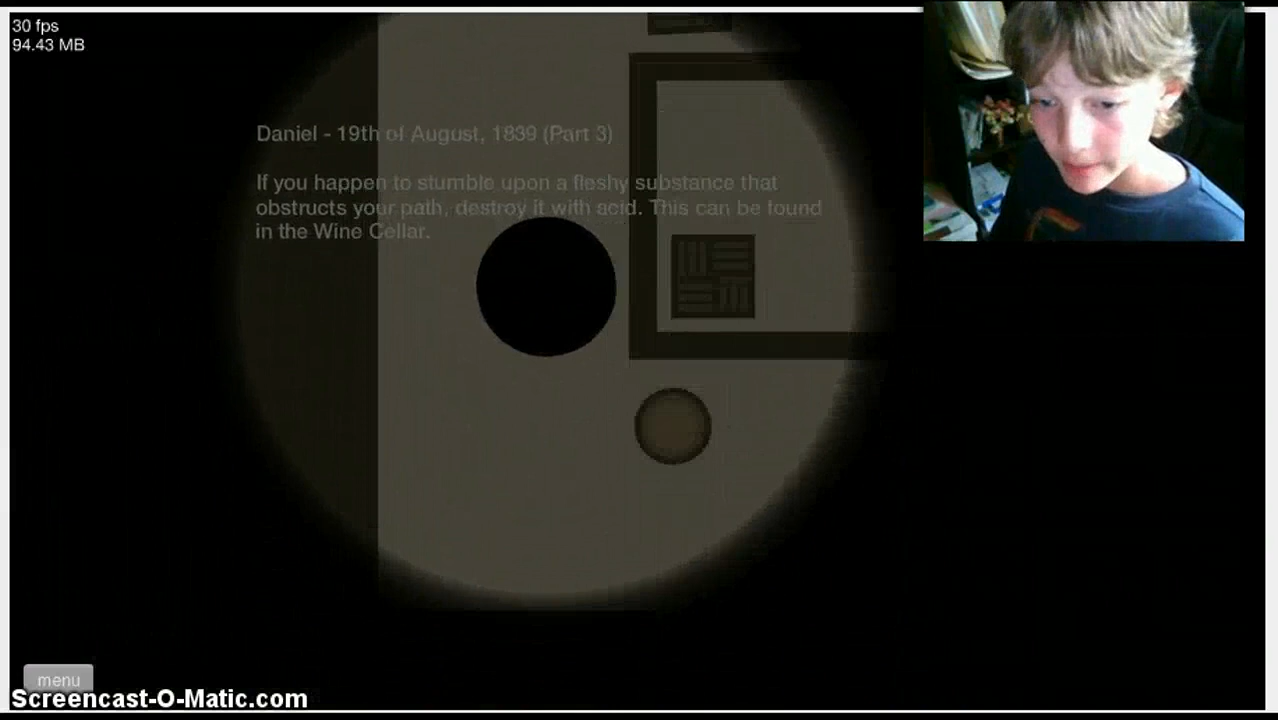 30 fps
94.43 MB
Daniel - 19th of August, 1839 (Part 3)
If you happen to stumble upon a fleshy substance that
obstructs your path, destroy it with acid. This can be found
in the Wine Cellar.
menu
Screencast-O-Matic.com